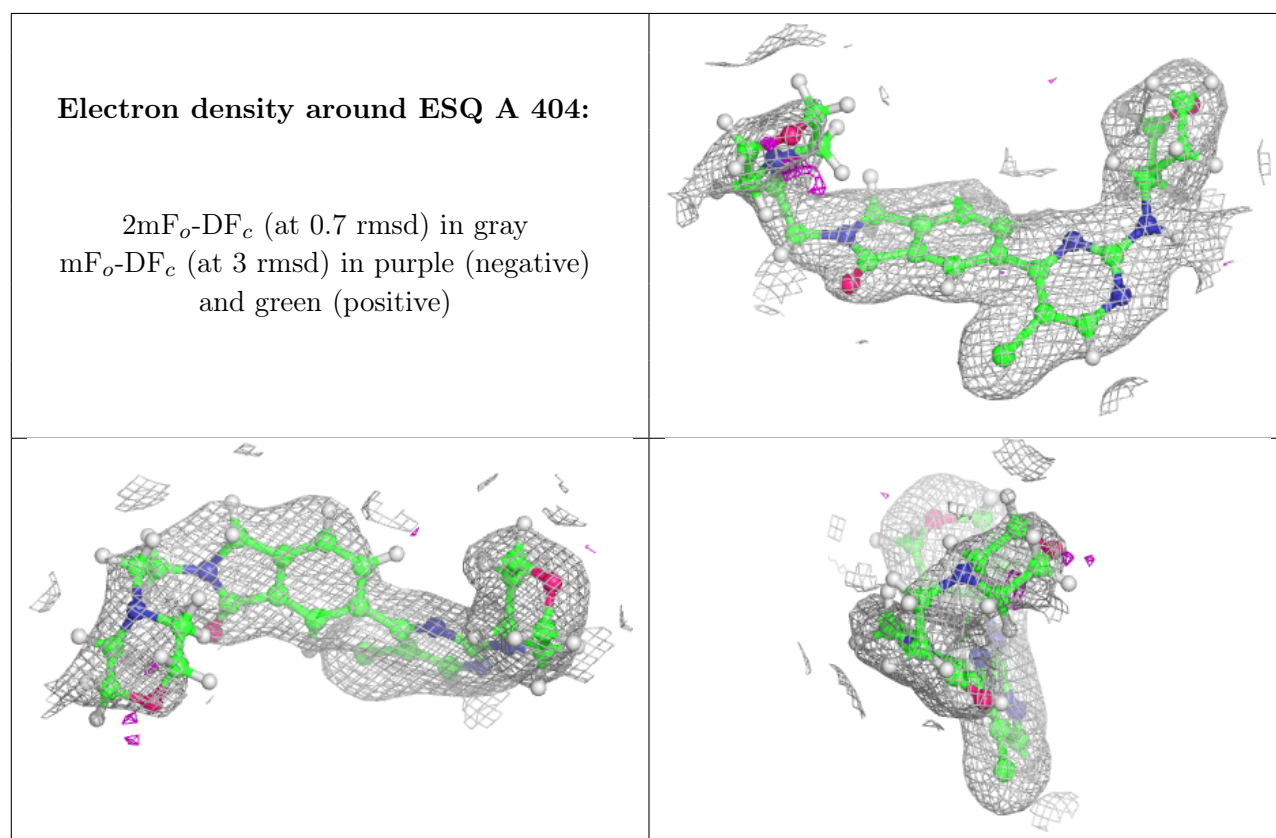 Electron density around ESQ A 404:
2mFo-DFc (at 0.7 rmsd) in gray
mFo-DFc (at 3 rmsd) in purple (negative)
and green (positive)